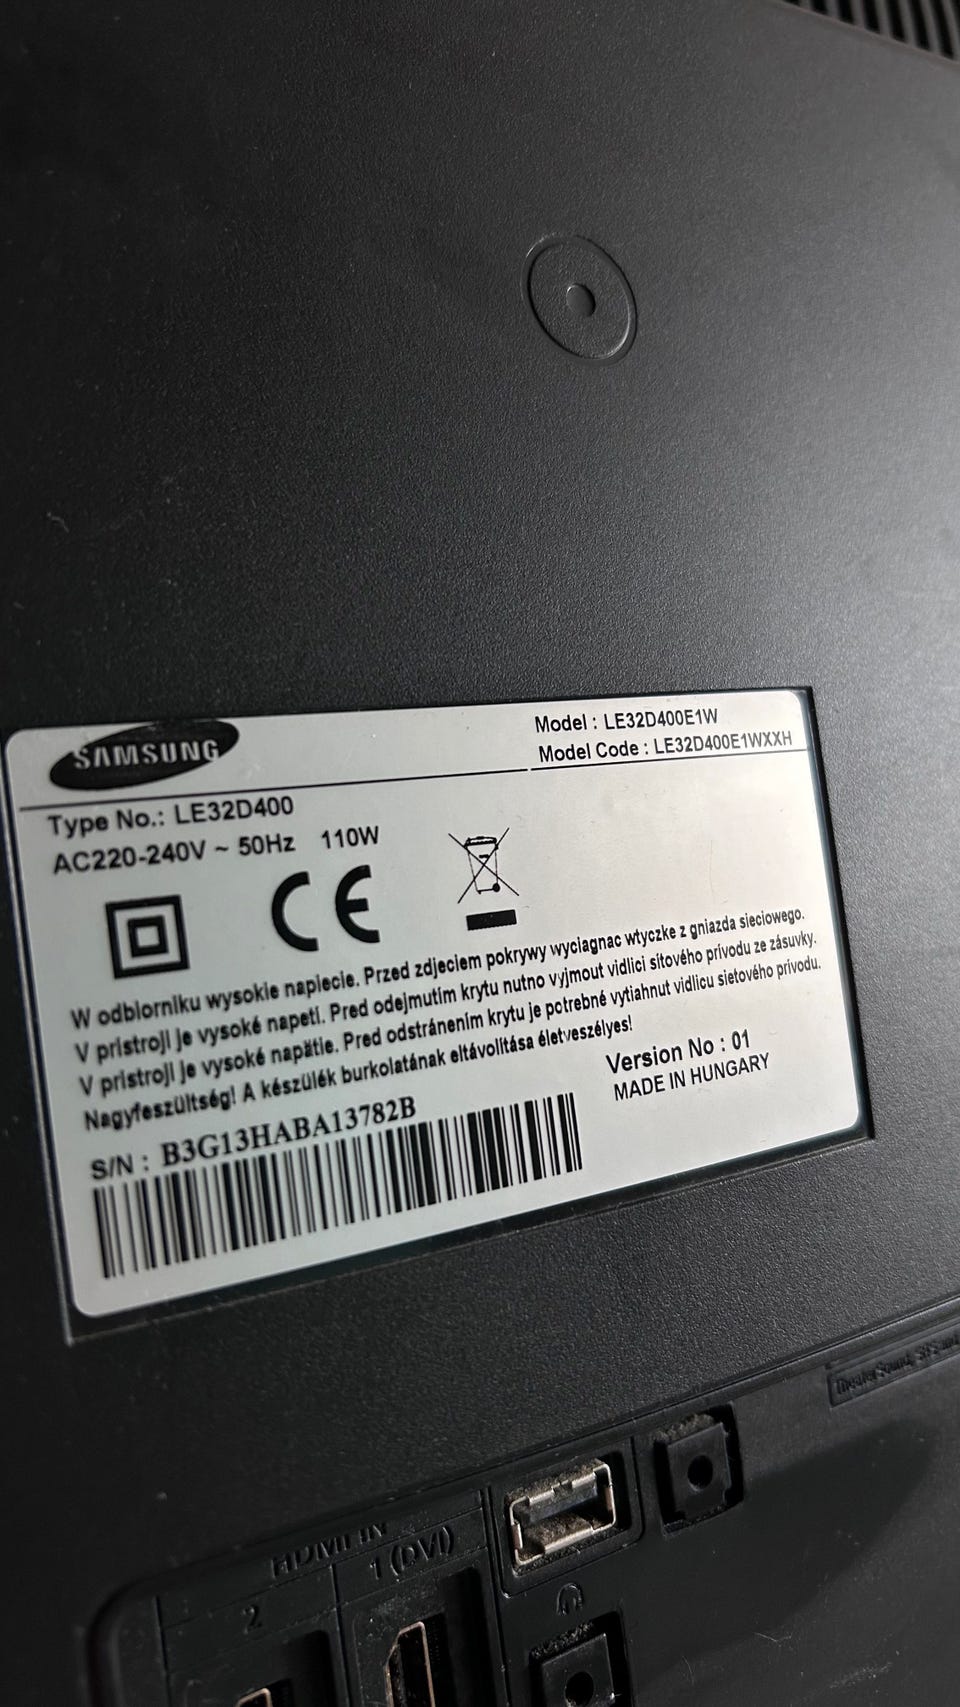 SAMSUNG
Model : LE32D400E1W
Model Code : LE32D400E1WXXH
Type No.: LE32D400
AC220-240V ~ 50Hz 110W
CE
W odbiorniku wysokie napiecie. Przed zdjeciem pokrywy wyciagnac wtyczke z gniazda sieciowego.
V pristroji je vysoké napetí. Pred odejmutím krytu nutno vyjmout vidlici sítového prívodu ze zásuvky.
V pristroji je vysoké napätie. Pred odstránením krytu je potrebné vytiahnut vidlicu sietového prívodu.
Nagyfeszültség! A készülék burkolatának eltávolítása életveszélyes!
Version No : 01
MADE IN HUNGARY
S/N : B3G13HABA13782B
TheaterSound, SRS
HDMI IN
2
1 (DVI)